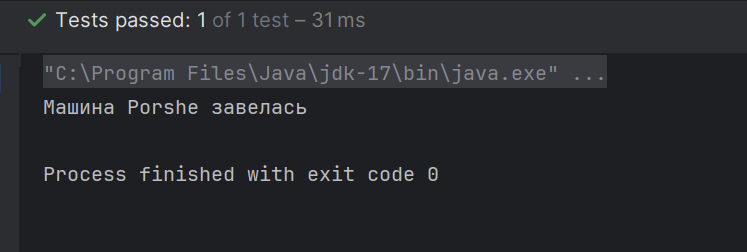 Tests passed: 1 of 1 test – 31 ms
"C:\Program Files\Java\jdk-17\bin\java.exe" ...
Машина Porshe завелась
Process finished with exit code 0